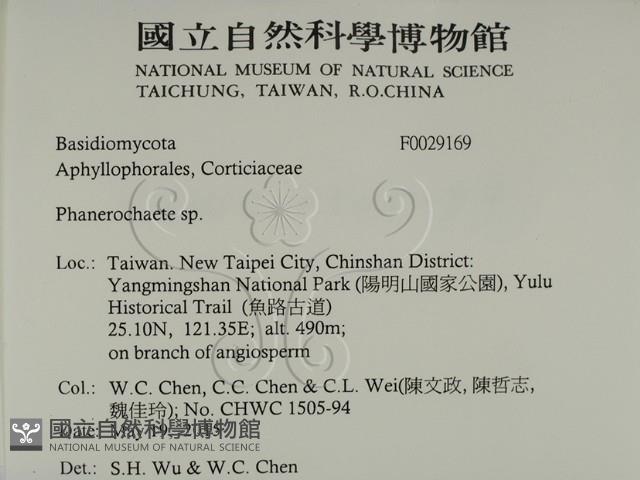 國立自然科學博物館
NATIONAL MUSEUM OF NATURAL SCIENCE
TAICHUNG, TAIWAN, R.O.CHINA
Basidiomycota F0029169
Aphyllophorales, Corticiaceae
Phanerochaete sp.
Loc.: Taiwan. New Taipei City, Chinshan District:
Yangmingshan National Park (陽明山國家公園), Yulu
Historical Trail (魚路古道)
25.10N, 121.35E; alt. 490m;
on branch of angiosperm
Col.: W.C. Chen, C.C. Chen & C.L. Wei(陳文政, 陳哲志,
魏佳玲); No. CHWC 1505-94
Date: May 19, 2015
國立自然科學博物館
NATIONAL MUSEUM OF NATURAL SCIENCE
Det.: S.H. Wu & W.C. Chen